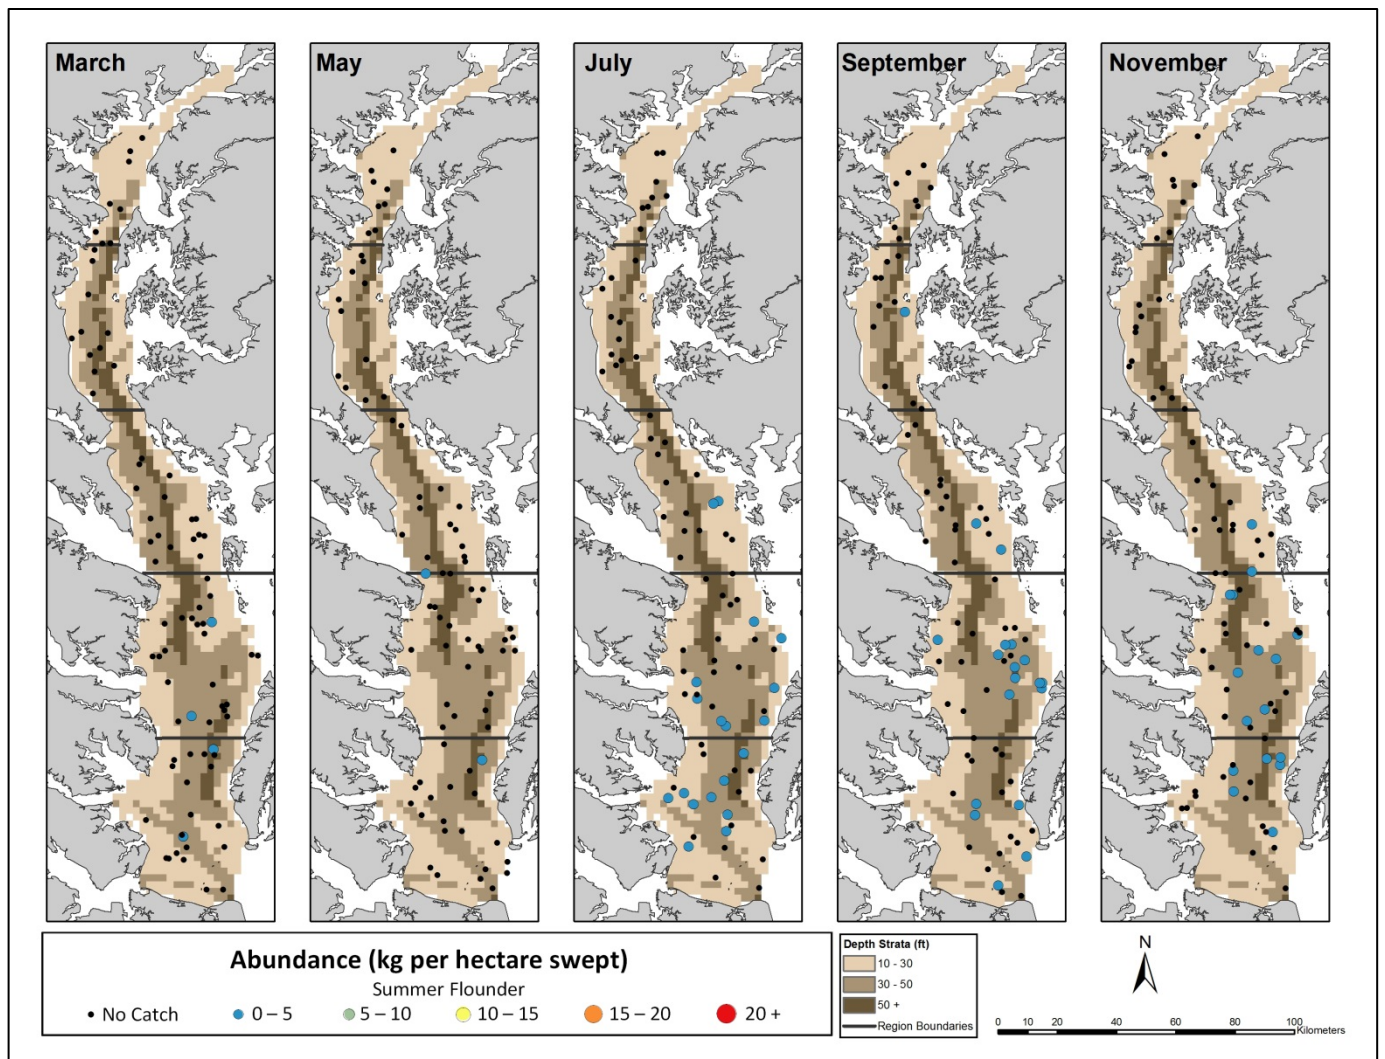 March
May
July
September
November
Abundance (kg per hectare swept)
Summer Flounder
No Catch
0 – 5
5 – 10
10 – 15
15 – 20
20 +
Depth Strata (ft)
10 - 30
30 - 50
50 +
Region Boundaries
N
0 10 20 40 60 80 100
Kilometers